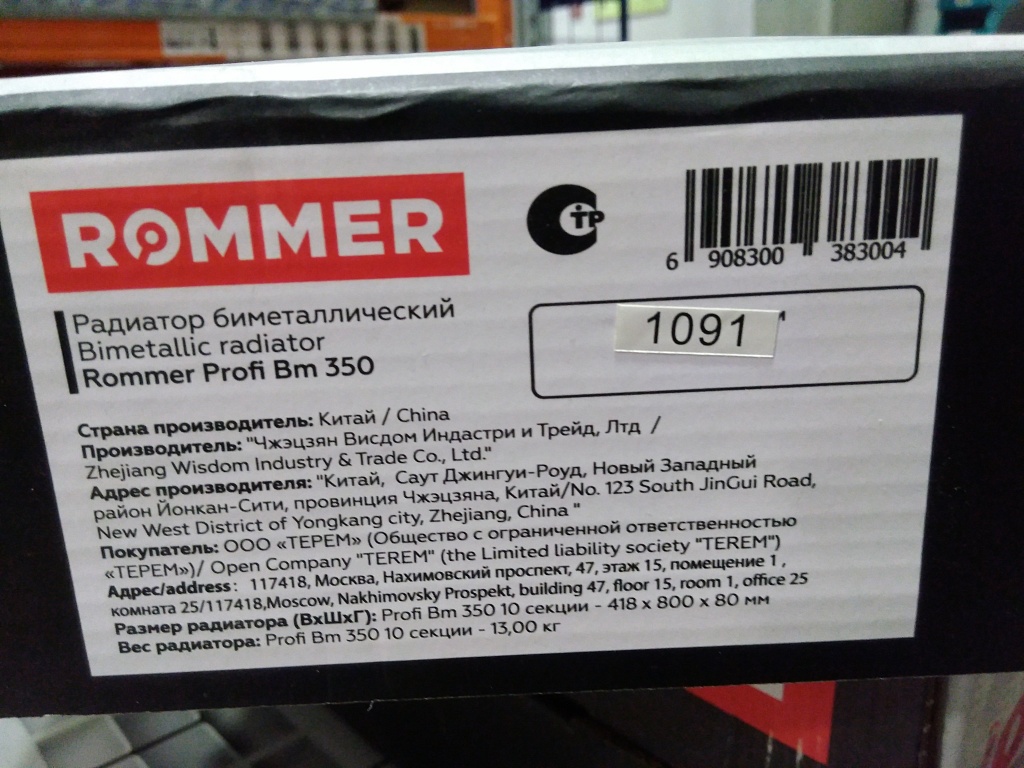 ROMMER
ТР
6 908300 383004
Радиатор биметаллический
Bimetallic radiator
Rommer Profi Bm 350
1091
Страна производитель: Китай / China
Производитель: "Чжэцзян Висдом Индастри и Трейд, Лтд /
Zhejiang Wisdom Industry & Trade Co., Ltd."
Адрес производителя: "Китай, Саут Джингуи-Роуд, Новый Западный
район Йонкан-Сити, провинция Чжэцзяна, Китай/No. 123 South JinGui Road,
New West District of Yongkang city, Zhejiang, China "
Покупатель: ООО «ТЕРЕМ» (Общество с ограниченной ответственностью
«ТЕРЕМ»)/ Open Company "TEREM" (the Limited liability society "TEREM")
Адрес/address: 117418, Москва, Нахимовский проспект, 47, этаж 15, помещение 1 ,
комната 25/117418,Moscow, Nakhimovsky Prospekt, building 47, floor 15, room 1, office 25
Размер радиатора (ВхШхГ): Profi Bm 350 10 секции - 418 x 800 x 80 мм
Вес радиатора: Profi Bm 350 10 секции - 13,00 кг